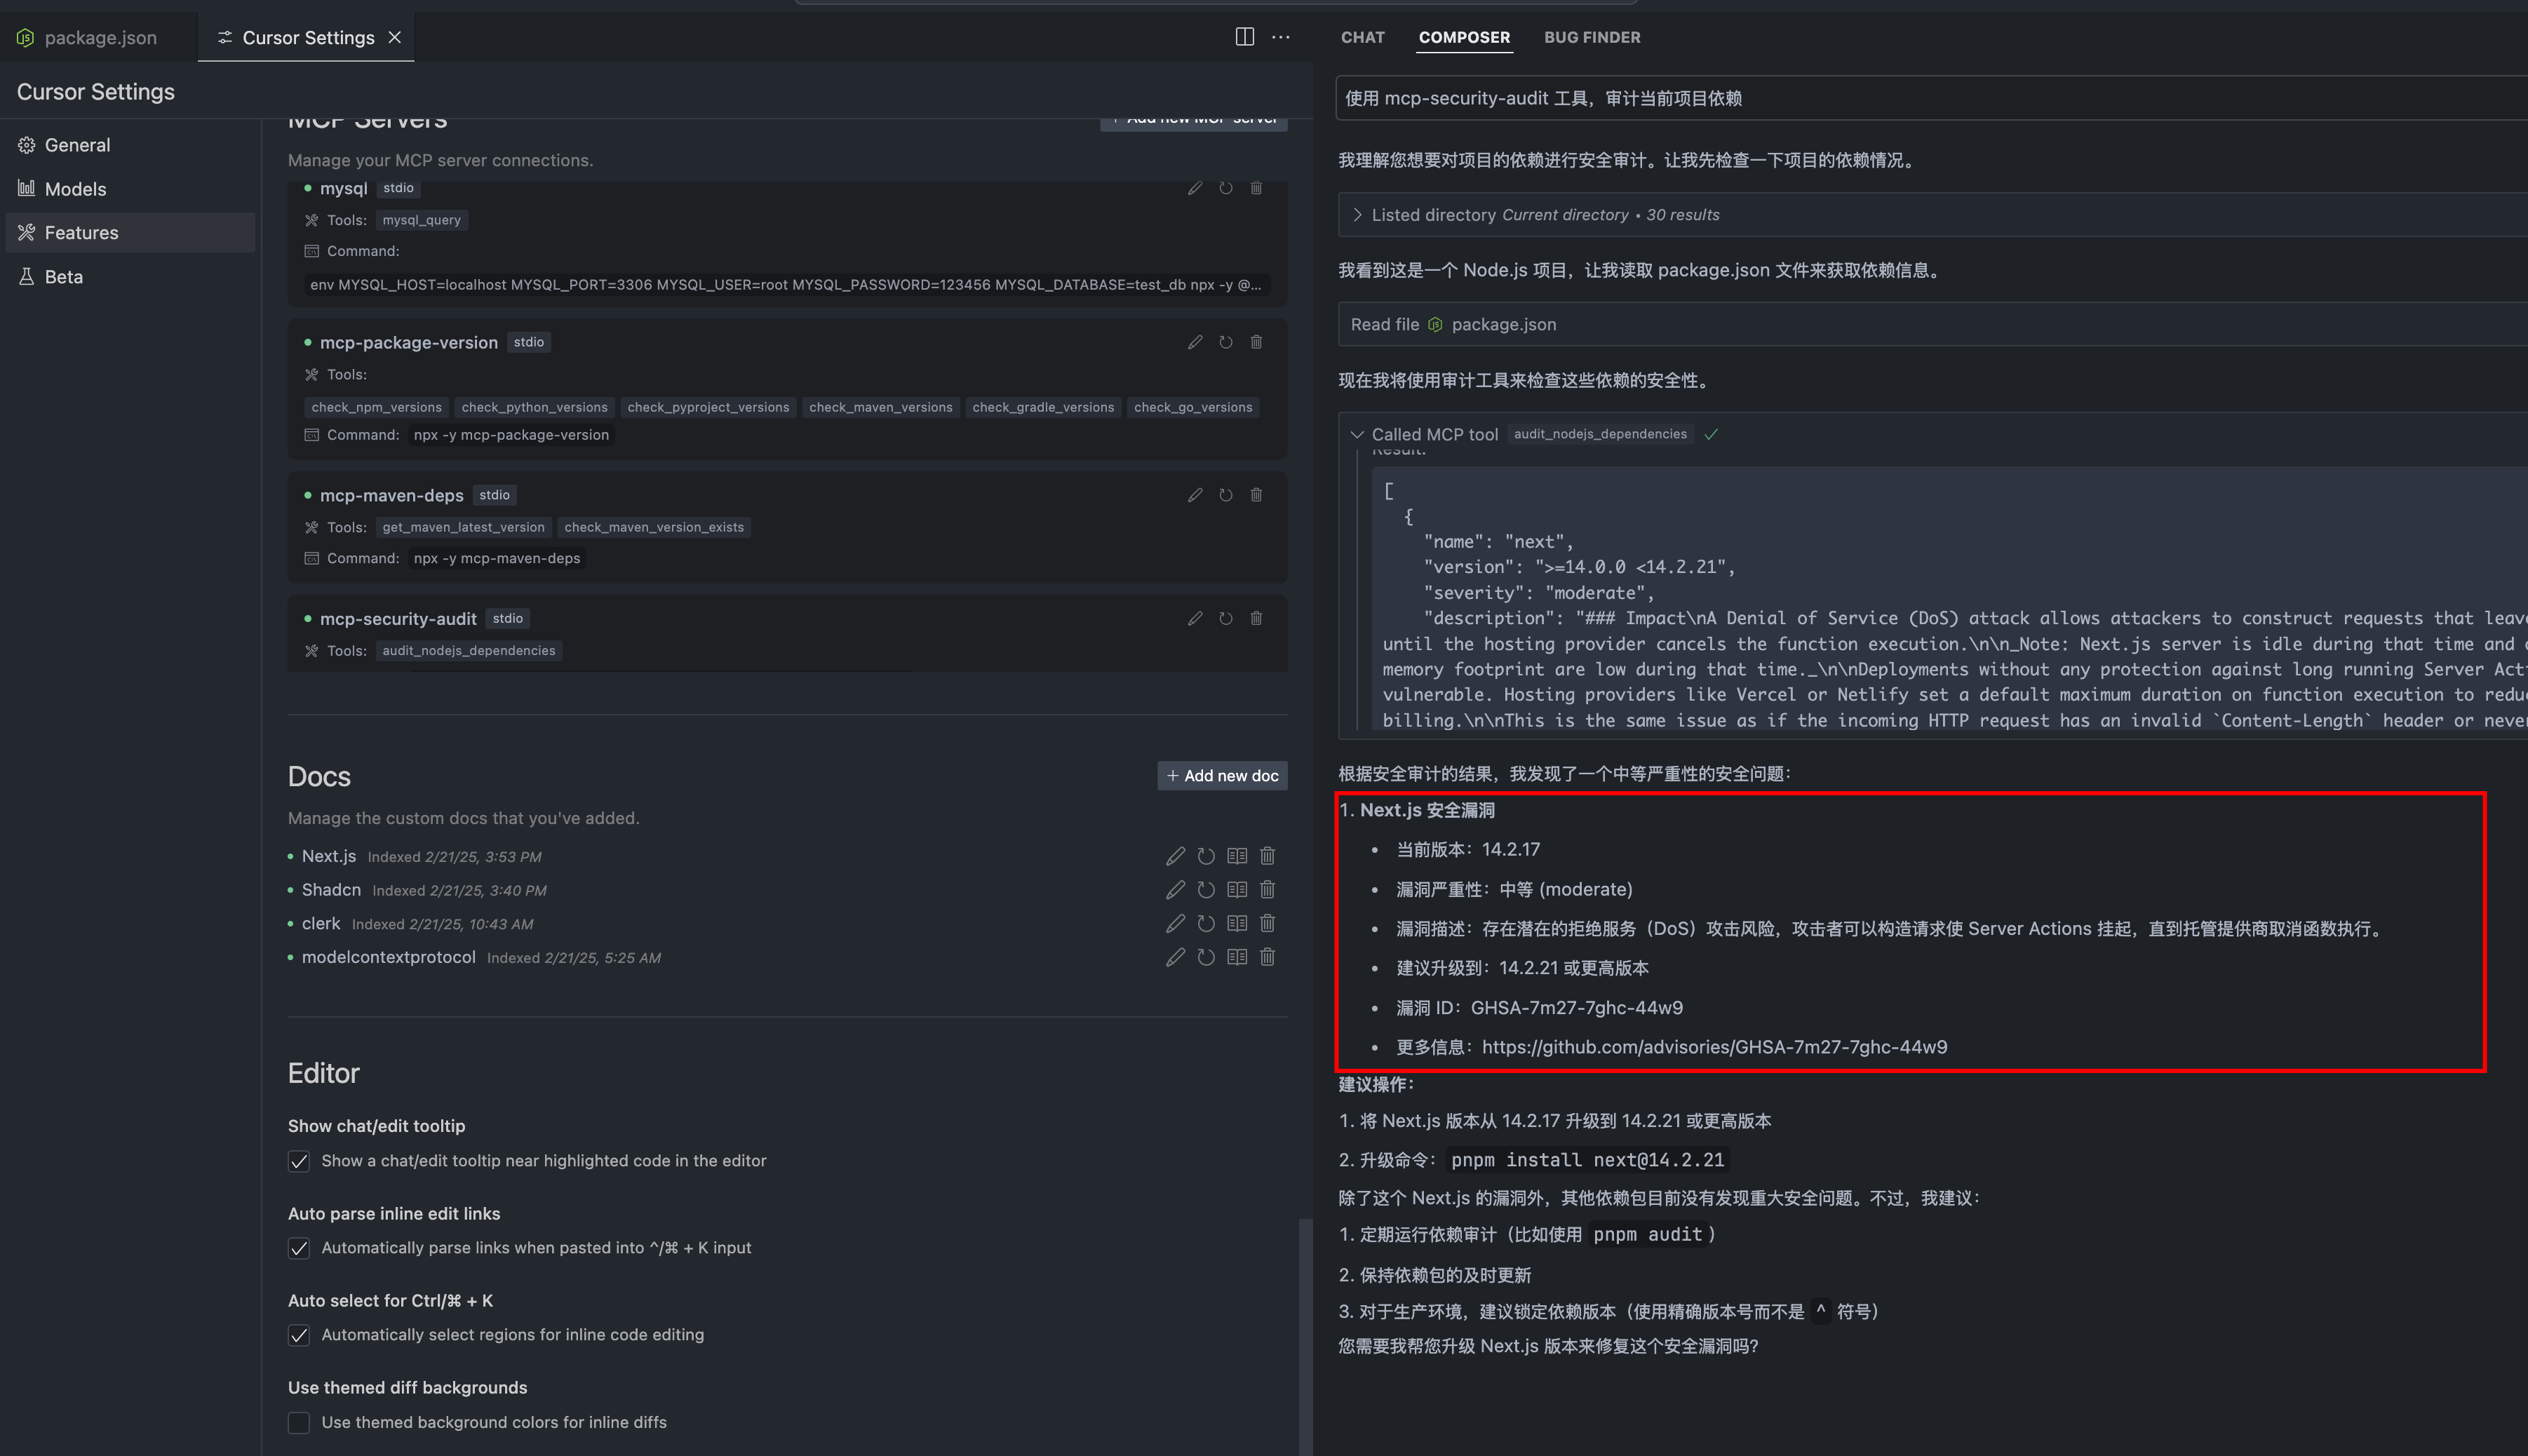 package.json
Cursor Settings
CHAT
COMPOSER
BUG FINDER
Cursor Settings
General
Models
Features
Beta
MCP Servers
+ Add new MCP server
Manage your MCP server connections.
mysql stdio
Tools: mysql_query
Command:
env MYSQL_HOST=localhost MYSQL_PORT=3306 MYSQL_USER=root MYSQL_PASSWORD=123456 MYSQL_DATABASE=test_db npx -y @...
mcp-package-version stdio
Tools:
check_npm_versions check_python_versions check_pyproject_versions check_maven_versions check_gradle_versions check_go_versions
Command: npx -y mcp-package-version
mcp-maven-deps stdio
Tools: get_maven_latest_version check_maven_version_exists
Command: npx -y mcp-maven-deps
mcp-security-audit stdio
Tools: audit_nodejs_dependencies
Docs
+ Add new doc
Manage the custom docs that you've added.
Next.js Indexed 2/21/25, 3:53 PM
Shadcn Indexed 2/21/25, 3:40 PM
clerk Indexed 2/21/25, 10:43 AM
modelcontextprotocol Indexed 2/21/25, 5:25 AM
Editor
Show chat/edit tooltip
Show a chat/edit tooltip near highlighted code in the editor
Auto parse inline edit links
Automatically parse links when pasted into ^/⌘ + K input
Auto select for Ctrl/⌘ + K
Automatically select regions for inline code editing
Use themed diff backgrounds
Use themed background colors for inline diffs
使用 mcp-security-audit 工具，审计当前项目依赖
我理解您想要对项目的依赖进行安全审计。让我先检查一下项目的依赖情况。
Listed directory Current directory • 30 results
我看到这是一个 Node.js 项目，让我读取 package.json 文件来获取依赖信息。
Read file package.json
现在我将使用审计工具来检查这些依赖的安全性。
Called MCP tool audit_nodejs_dependencies
Result:
[
{
"name": "next",
"version": ">=14.0.0 <14.2.21",
"severity": "moderate",
"description": "### Impact\nA Denial of Service (DoS) attack allows attackers to construct requests that
until the hosting provider cancels the function execution.\n\n_Note: Next.js server is idle during that time and
memory footprint are low during that time._\n\nDeployments without any protection against long running Server
vulnerable. Hosting providers like Vercel or Netlify set a default maximum duration on function execution to
billing.\n\nThis is the same issue as if the incoming HTTP request has an invalid `Content-Length` header or
根据安全审计的结果，我发现了一个中等严重性的安全问题：
1. Next.js 安全漏洞
• 当前版本：14.2.17
• 漏洞严重性：中等 (moderate)
• 漏洞描述：存在潜在的拒绝服务（DoS）攻击风险，攻击者可以构造请求使 Server Actions 挂起，直到托管提供商取消函数执行。
• 建议升级到：14.2.21 或更高版本
• 漏洞 ID：GHSA-7m27-7ghc-44w9
• 更多信息：https://github.com/advisories/GHSA-7m27-7ghc-44w9
建议操作：
1. 将 Next.js 版本从 14.2.17 升级到 14.2.21 或更高版本
2. 升级命令：pnpm install next@14.2.21
除了这个 Next.js 的漏洞外，其他依赖包目前没有发现重大安全问题。不过，我建议：
1. 定期运行依赖审计（比如使用 pnpm audit）
2. 保持依赖包的及时更新
3. 对于生产环境，建议锁定依赖版本（使用精确版本号而不是 ^ 符号）
您需要我帮您升级 Next.js 版本来修复这个安全漏洞吗？